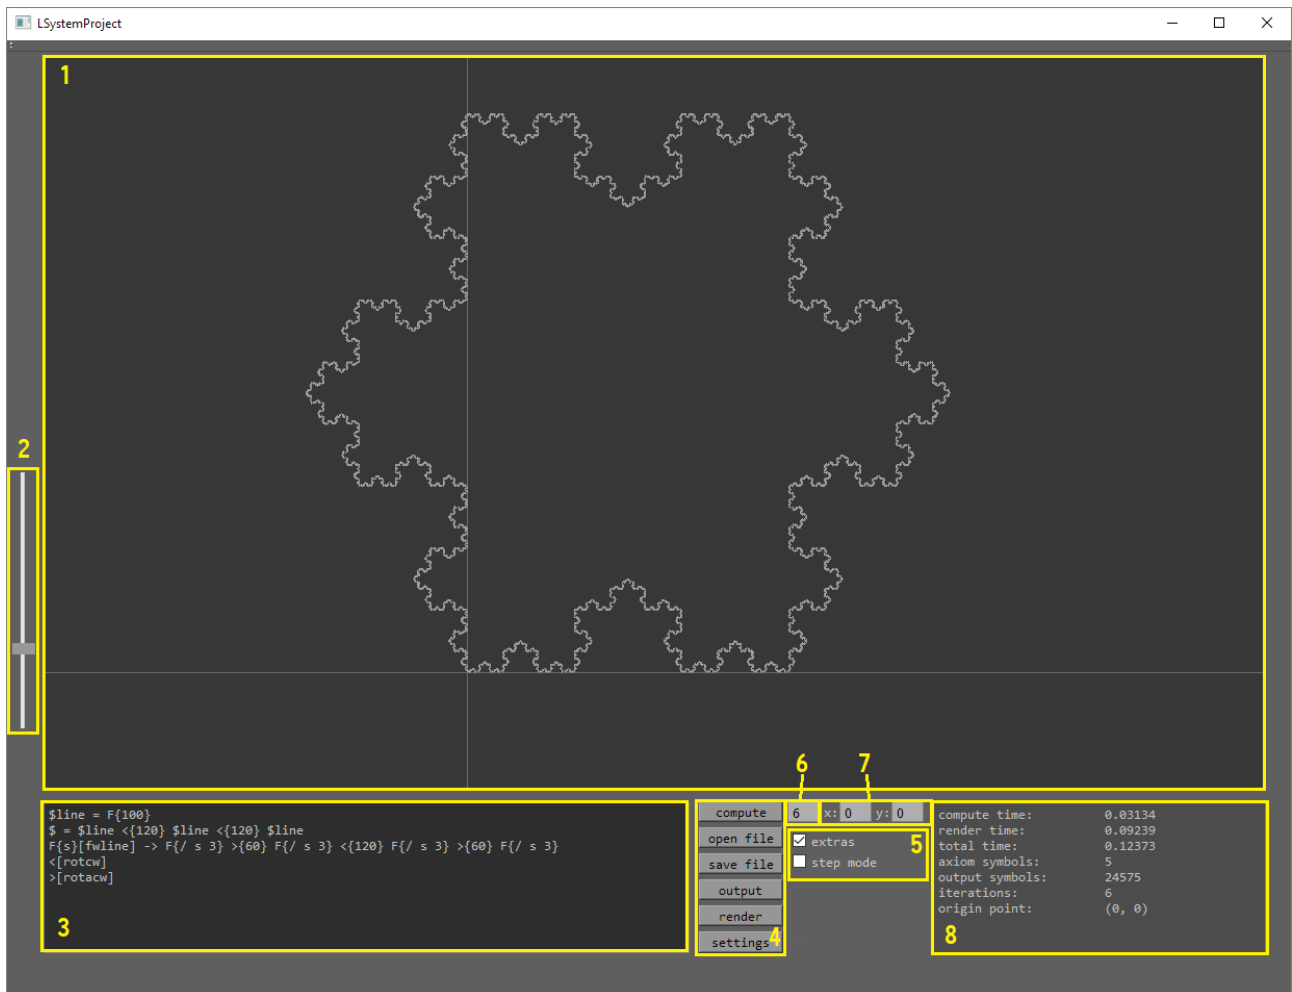 LSystemProject
1
2
$line = F{100}
$ = $line <{120} $line <{120} $line
F{s}[fwline] -> F{/ s 3} >{60} F{/ s 3} <{120} F{/ s 3} >{60} F{/ s 3}
<[rotcw]
>[rotacw]
3
compute
open file
save file
output
render
settings
4
6
7
6
x: 0 y: 0
extras
step mode
5
compute time: 0.03134
render time: 0.09239
total time: 0.12373
axiom symbols: 5
output symbols: 24575
iterations: 6
origin point: (0, 0)
8